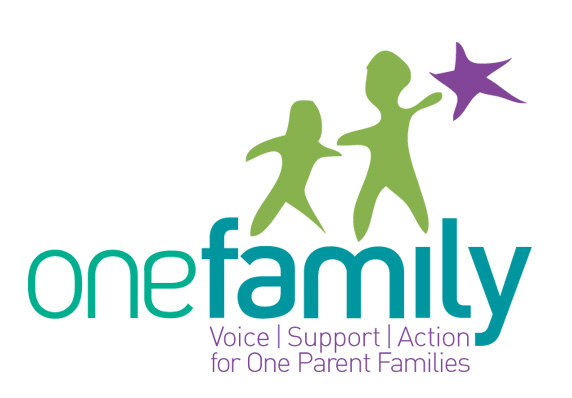 onefamily
Voice | Support | Action
for One Parent Families